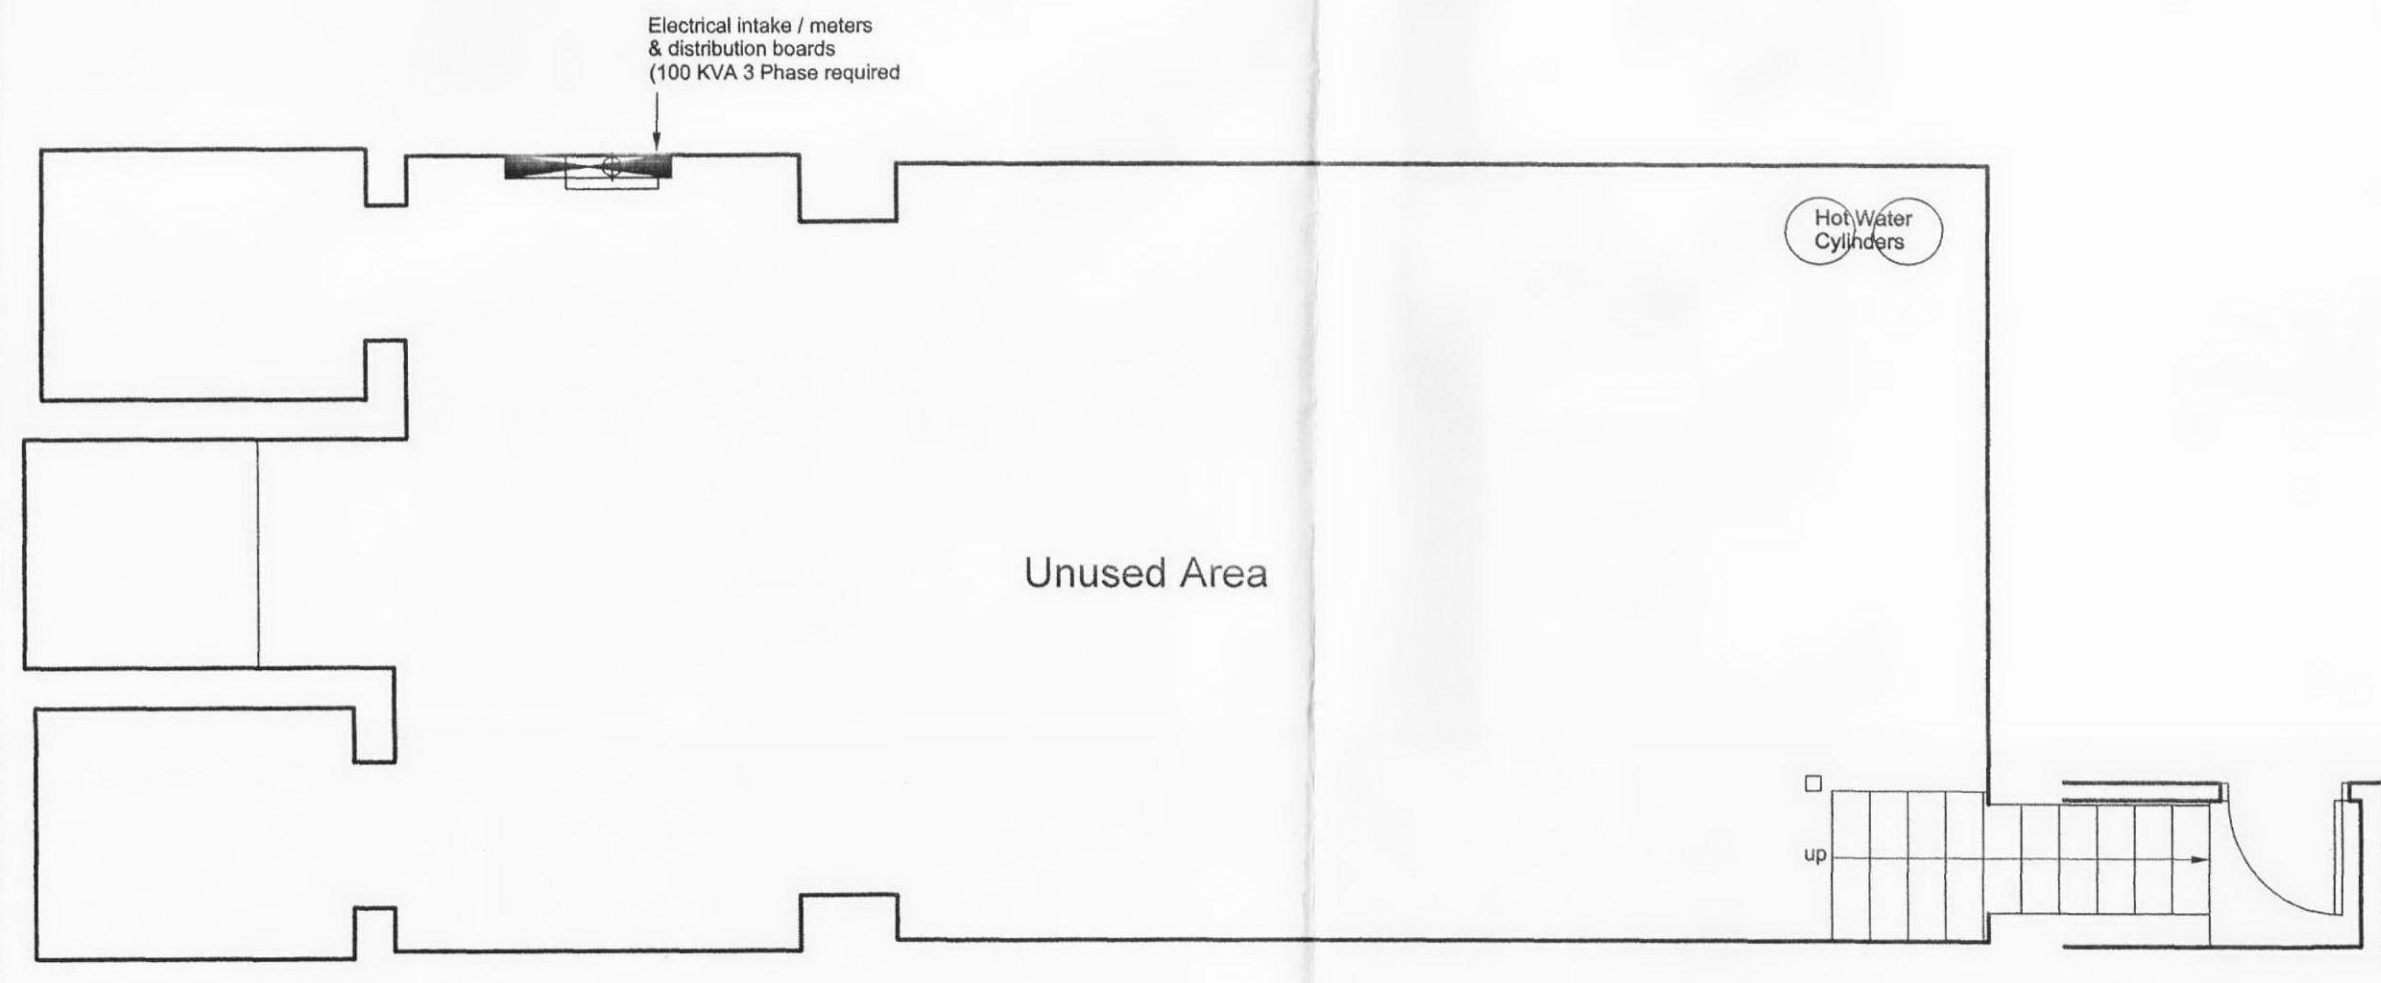 Electrical intake / meters
& distribution boards
(100 KVA 3 Phase required
Hot Water
Cylinders
Unused Area
up